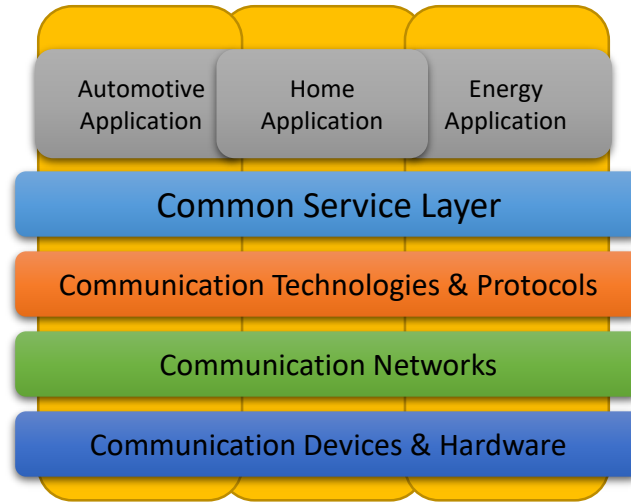 Automotive
Application
Home
Application
Energy
Application
Common Service Layer
Communication Technologies & Protocols
Communication Networks
Communication Devices & Hardware